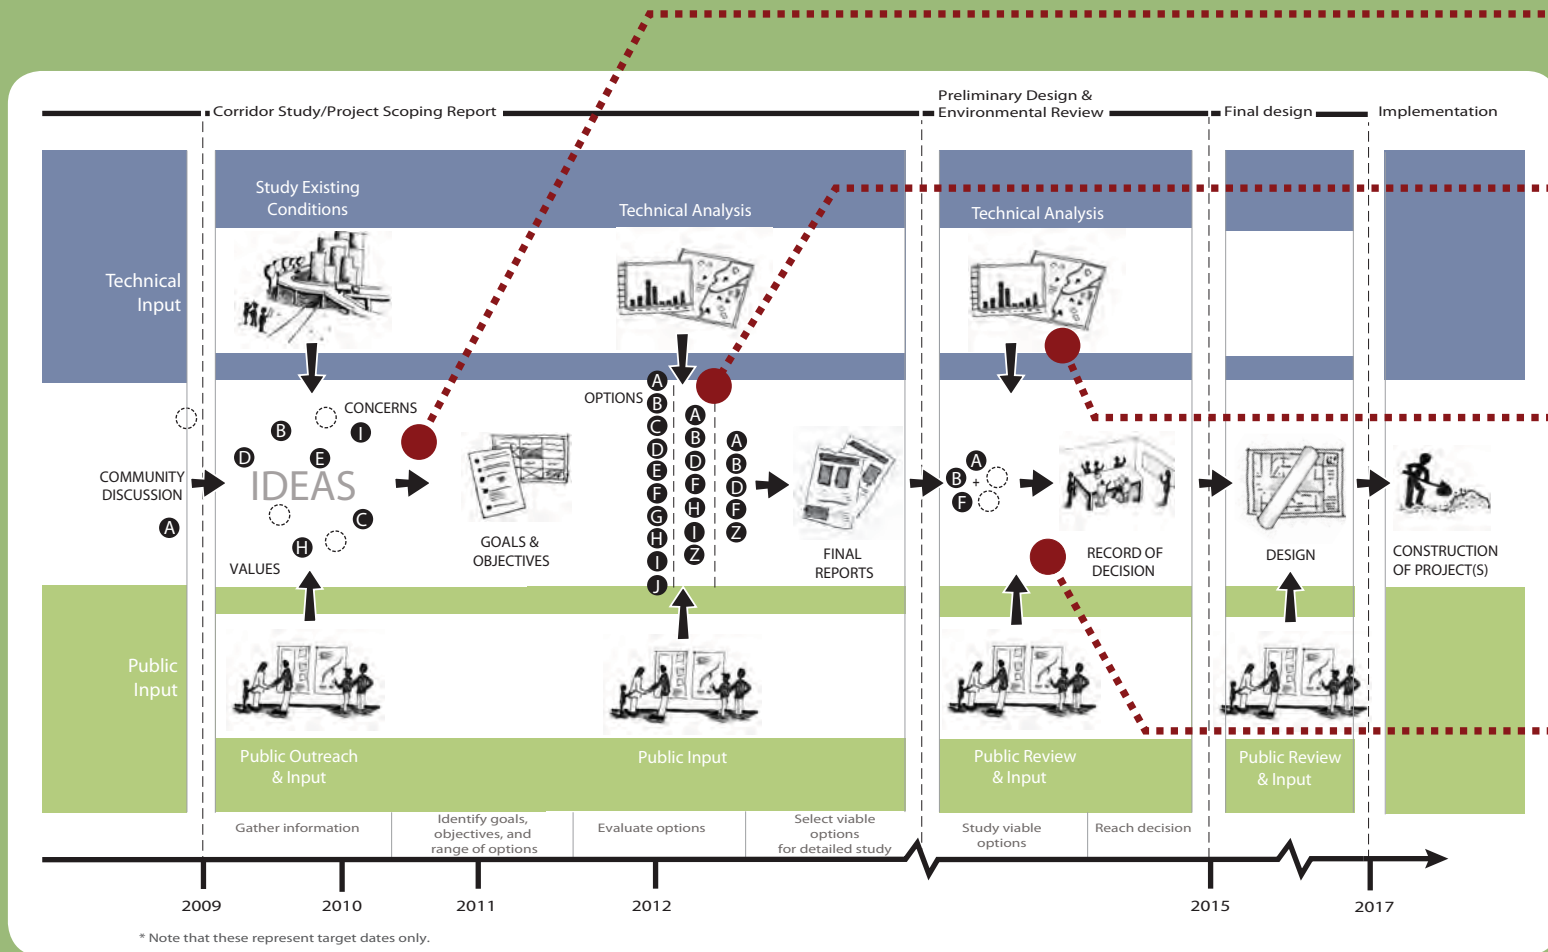 Corridor Study/Project Scoping Report
Preliminary Design &
Environmental Review
Final design
Implementation
Technical
Input
Study Existing
Conditions
Technical Analysis
Technical Analysis
COMMUNITY
DISCUSSION
A
CONCERNS
B
I
D
E
IDEAS
C
H
VALUES
GOALS &
OBJECTIVES
OPTIONS
A
B
C
D
E
F
G
H
I
J
A
B
D
F
H
I
Z
A
B
D
F
Z
FINAL
REPORTS
A
B +
F
RECORD OF
DECISION
DESIGN
CONSTRUCTION
OF PROJECT(S)
Public
Input
Public Outreach
& Input
Public Input
Public Review
& Input
Public Review
& Input
Gather information
Identify goals,
objectives, and
range of options
Evaluate options
Select viable
options
for detailed study
Study viable
options
Reach decision
2009
2010
2011
2012
2015
2017
* Note that these represent target dates only.